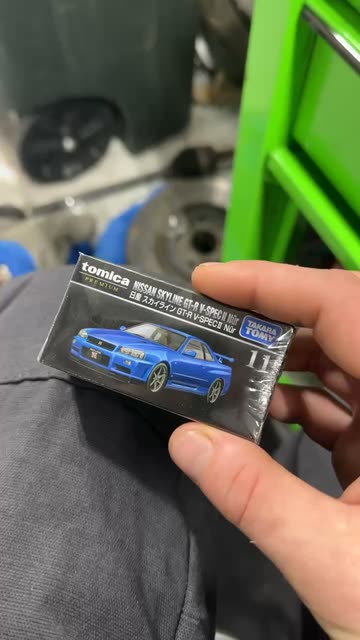 tomica
PREMIUM
NISSAN SKYLINE GT-R V-SPECⅡ Nür
日産 スカイライン GT-R V-SPECⅡ Nür
TAKARA
TOMY
11